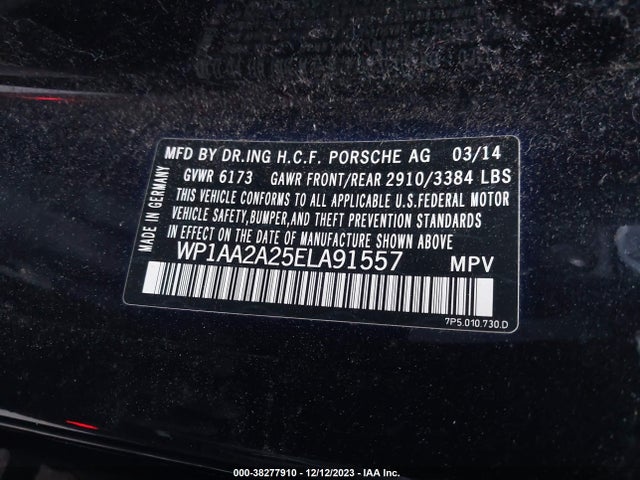 MFD BY DR.ING H.C.F. PORSCHE AG 03/14
GVWR 6173 GAWR FRONT/REAR 2910/3384 LBS
THIS VEHICLE CONFORMS TO ALL APPLICABLE U.S.FEDERAL MOTOR
VEHICLE SAFETY,BUMPER,AND THEFT PREVENTION STANDARDS
IN EFFECT ON THE DATE OF MANUFACTURE SHOWN ABOVE
WP1AA2A25ELA91557 MPV
MADE IN GERMANY
7P5.010.730.D
000-38277910 - 12/12/2023 - IAA Inc.